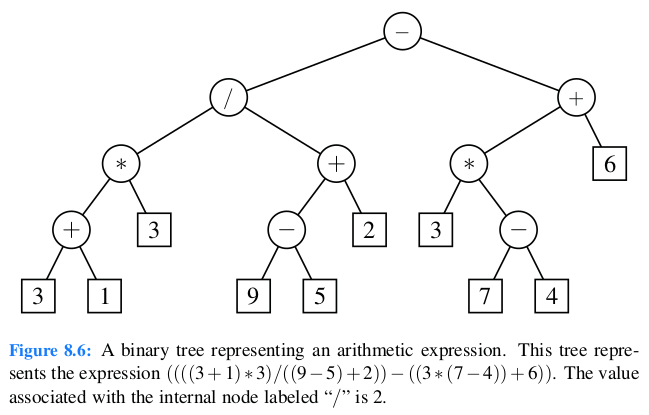 −
/ +
* + * 6
+ 3 − 2 3 −
3 1 9 5 7 4
Figure 8.6: A binary tree representing an arithmetic expression. This tree repre-
sents the expression ((((3+1)∗3)/((9−5)+2))−((3∗(7−4))+6)). The value
associated with the internal node labeled “/” is 2.